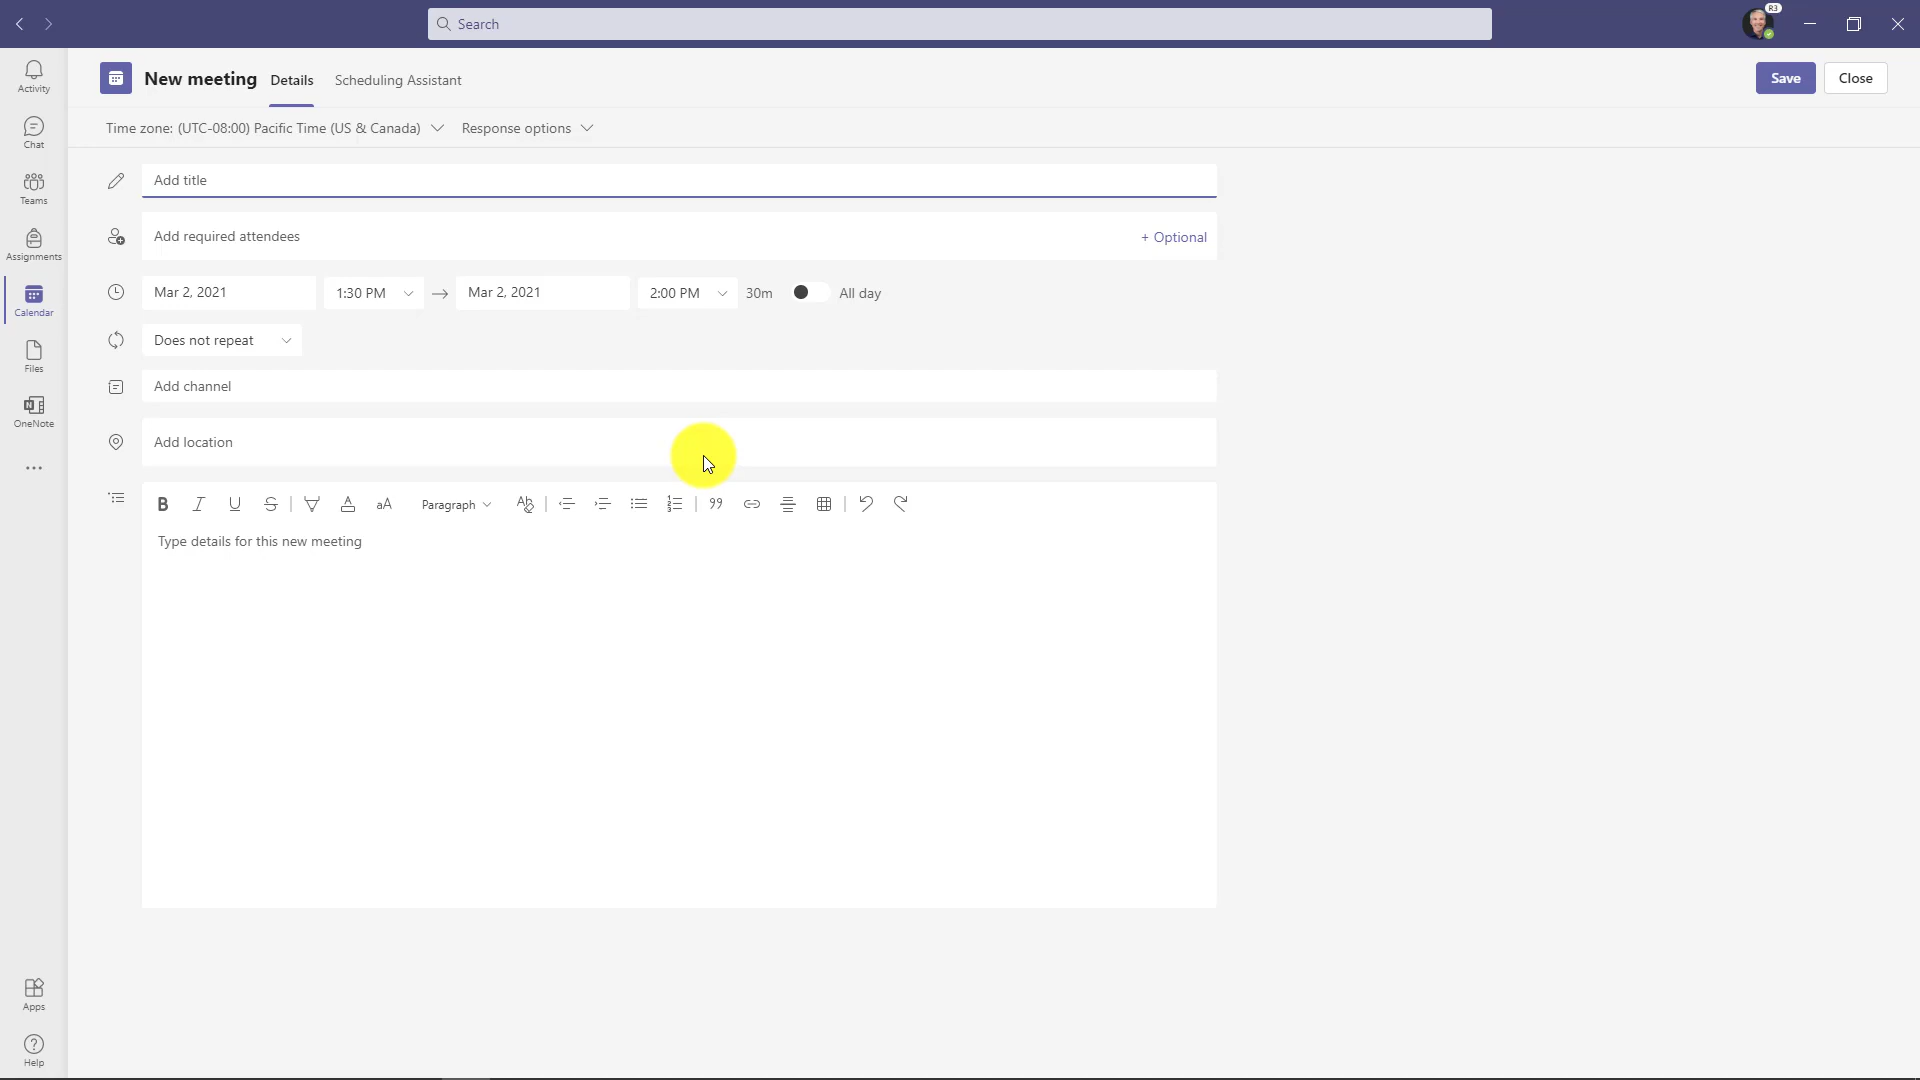 Search
R3
Activity
Chat
Teams
Assignments
Calendar
Files
OneNote
Apps
Help
New meeting Details Scheduling Assistant Save Close
Time zone: (UTC-08:00) Pacific Time (US & Canada) Response options
Add title
Add required attendees + Optional
Mar 2, 2021 1:30 PM Mar 2, 2021 2:00 PM 30m All day
Does not repeat
Add channel
Add location
Paragraph
Type details for this new meeting